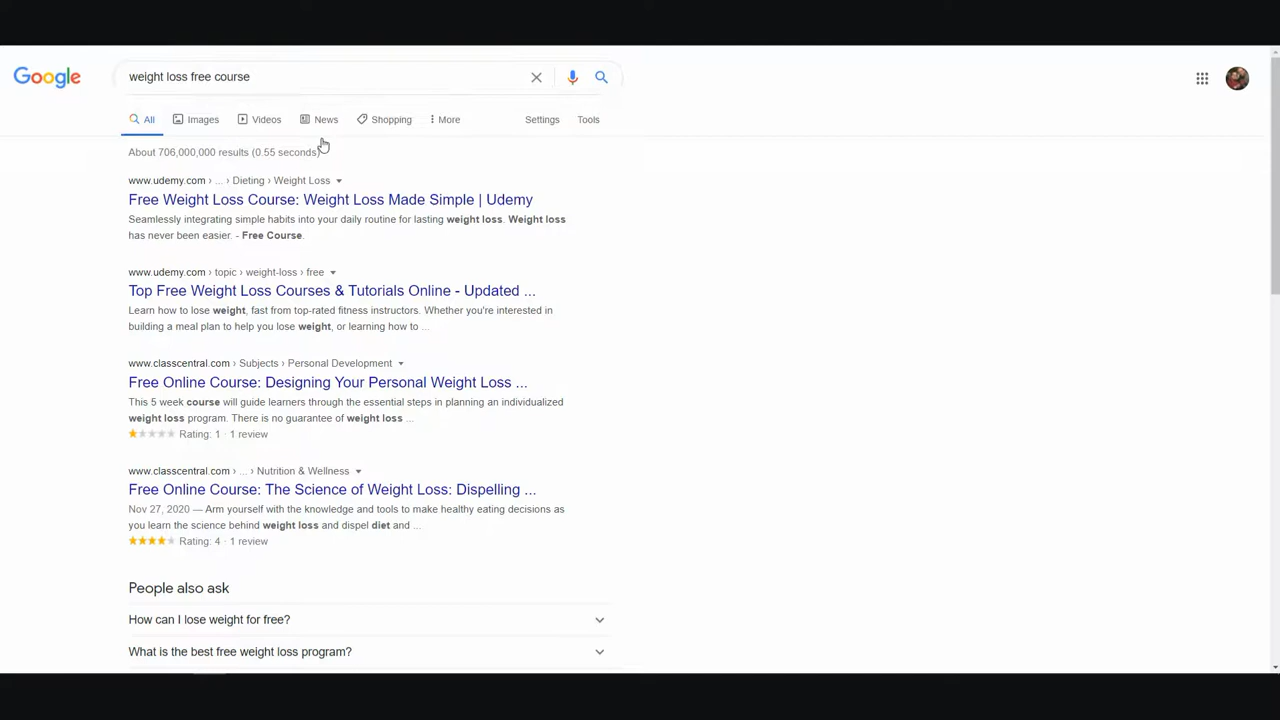 Google
weight loss free course
All Images Videos News Shopping More Settings Tools
About 706,000,000 results (0.55 seconds)
www.udemy.com › ... › Dieting › Weight Loss
Free Weight Loss Course: Weight Loss Made Simple | Udemy
Seamlessly integrating simple habits into your daily routine for lasting weight loss. Weight loss
has never been easier. - Free Course.
www.udemy.com › topic › weight-loss › free
Top Free Weight Loss Courses & Tutorials Online - Updated ...
Learn how to lose weight, fast from top-rated fitness instructors. Whether you're interested in
building a meal plan to help you lose weight, or learning how to ...
www.classcentral.com › Subjects › Personal Development
Free Online Course: Designing Your Personal Weight Loss ...
This 5 week course will guide learners through the essential steps in planning an individualized
weight loss program. There is no guarantee of weight loss ...
Rating: 1 · 1 review
www.classcentral.com › ... › Nutrition & Wellness
Free Online Course: The Science of Weight Loss: Dispelling ...
Nov 27, 2020 — Arm yourself with the knowledge and tools to make healthy eating decisions as
you learn the science behind weight loss and dispel diet and ...
Rating: 4 · 1 review
People also ask
How can I lose weight for free?
What is the best free weight loss program?